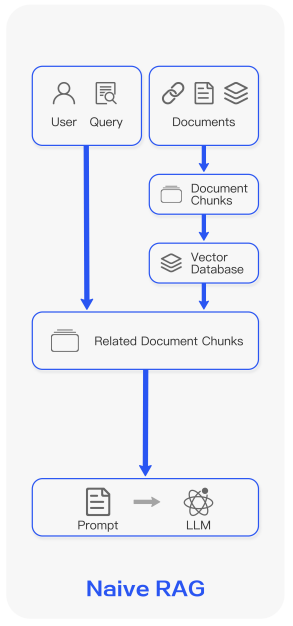 User Query
Documents
Document
Chunks
Vector
Database
Related Document Chunks
Prompt
LLM
Naive RAG